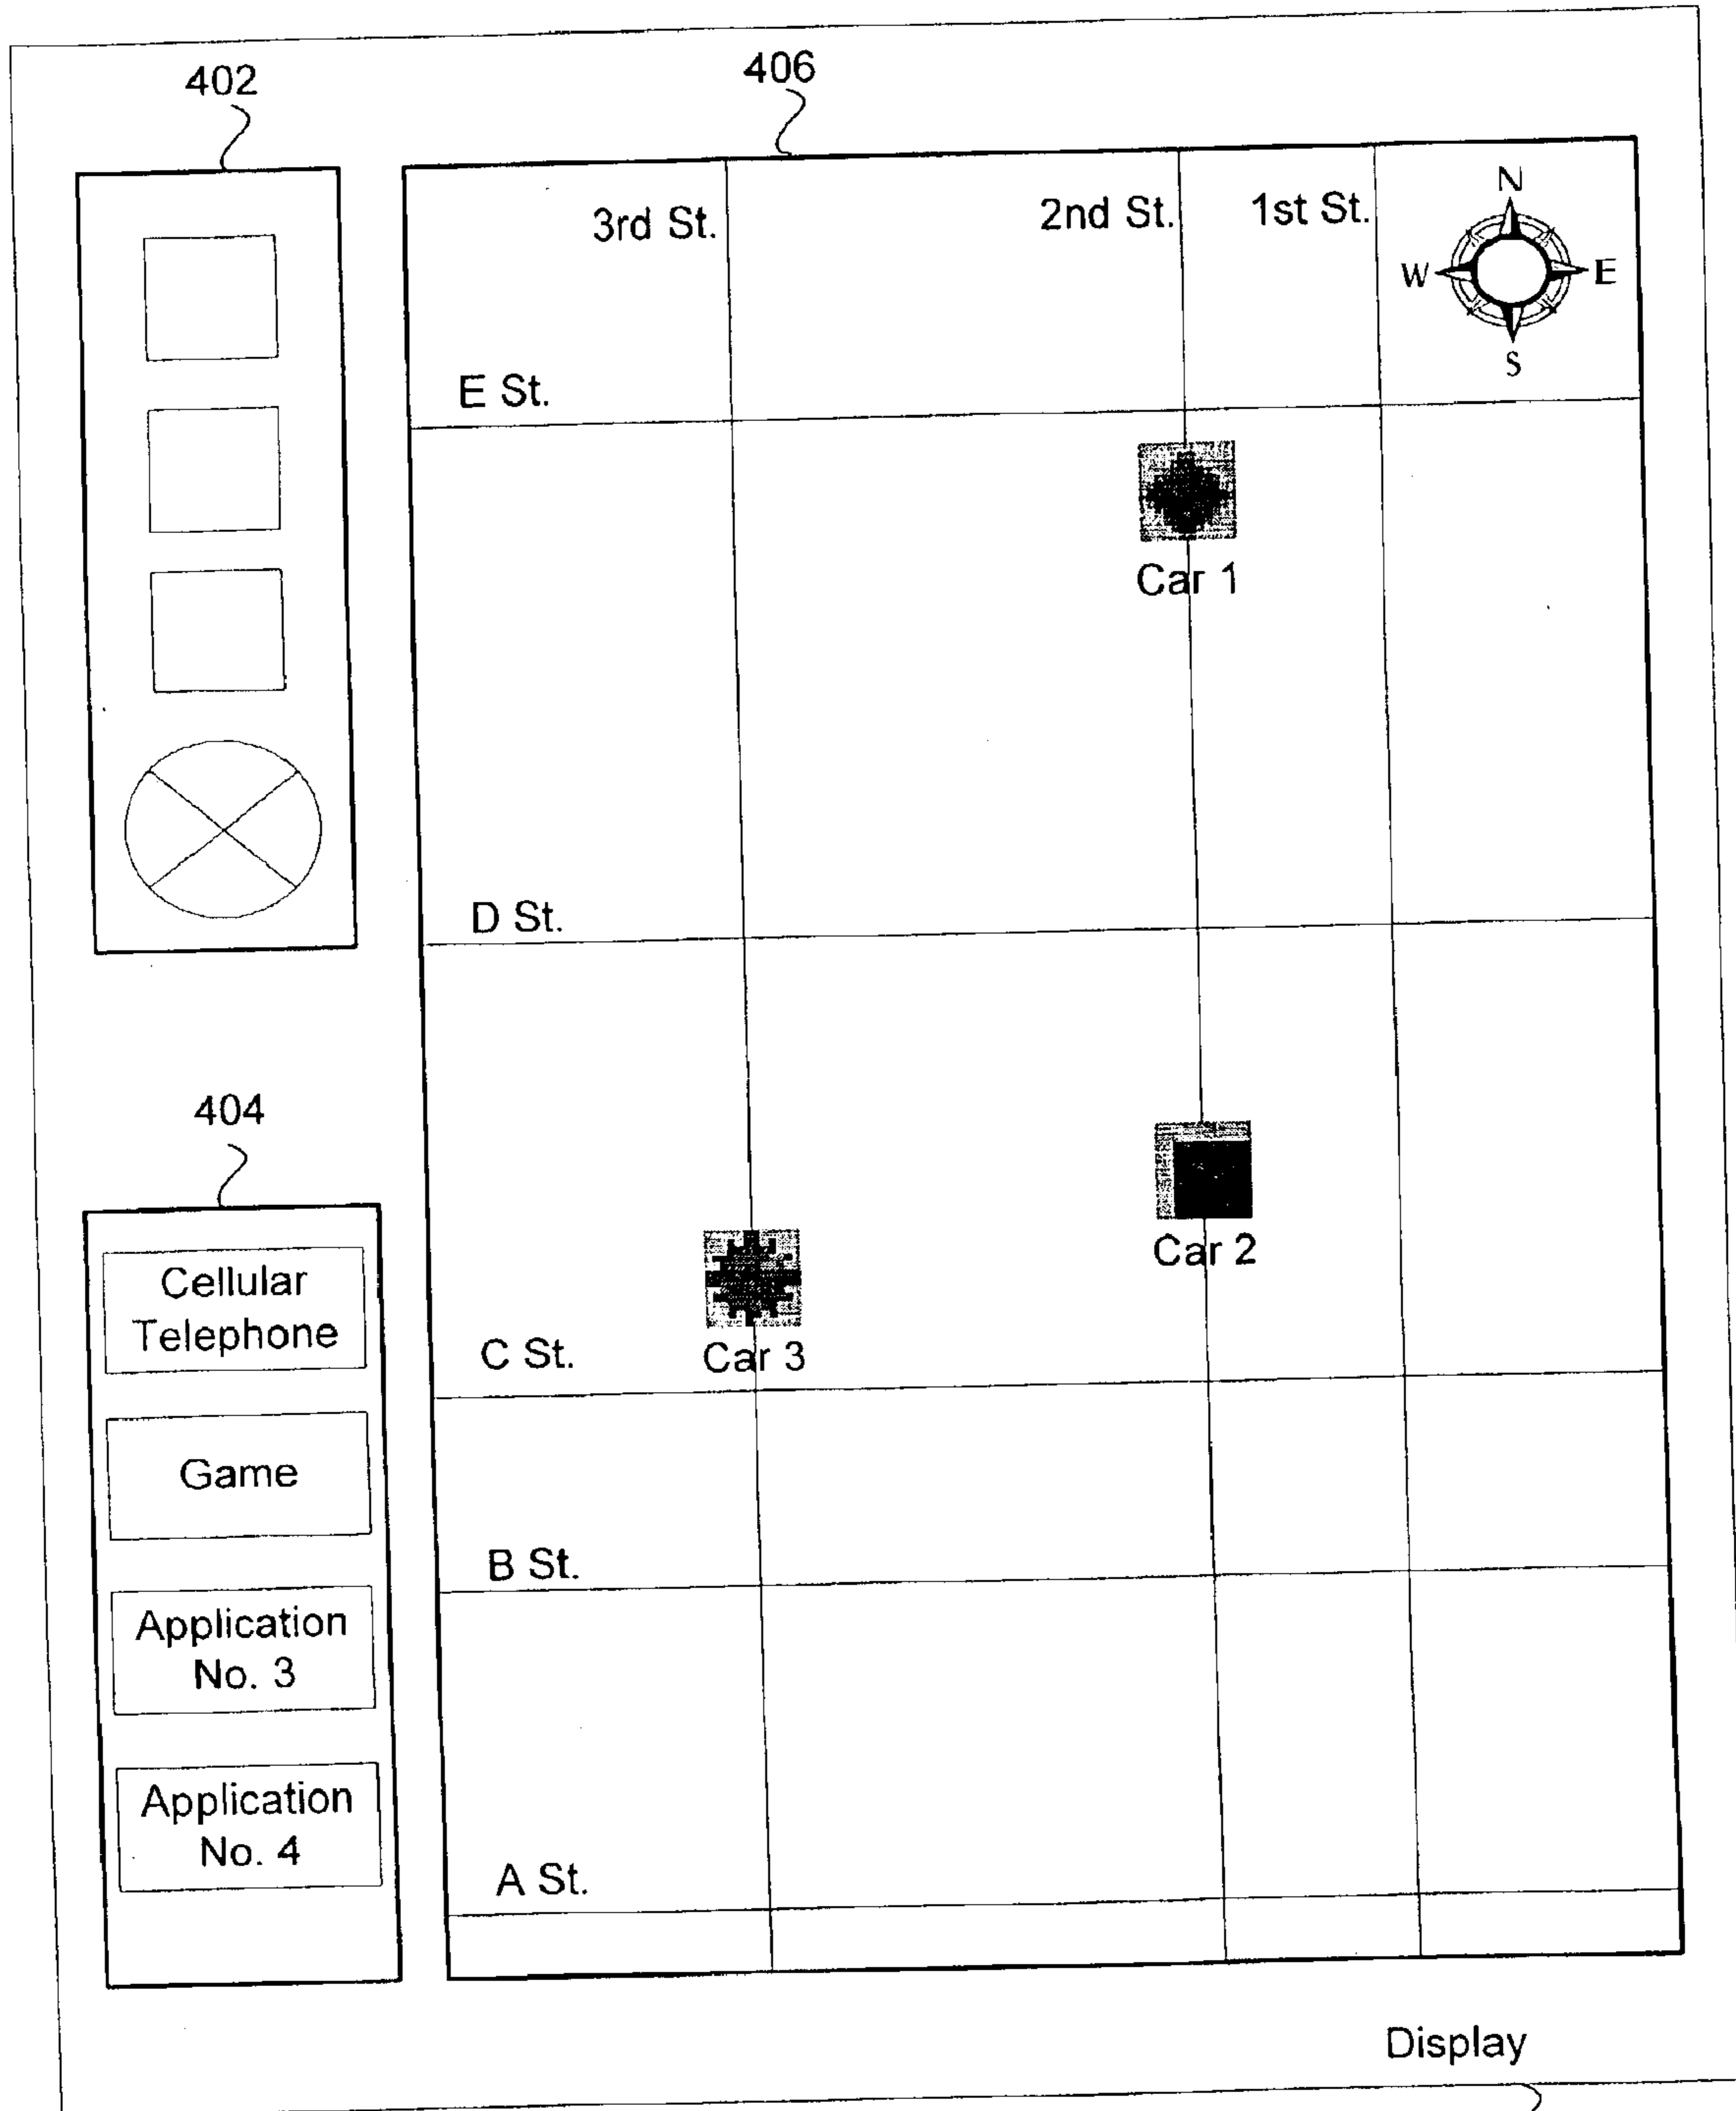 402
406
3rd St.
2nd St.
1st St.
N
W
E
S
E St.
Car 1
D St.
404
Car 2
Cellular
Telephone
C St.
Car 3
Game
B St.
Application
No. 3
Application
No. 4
A St.
Display